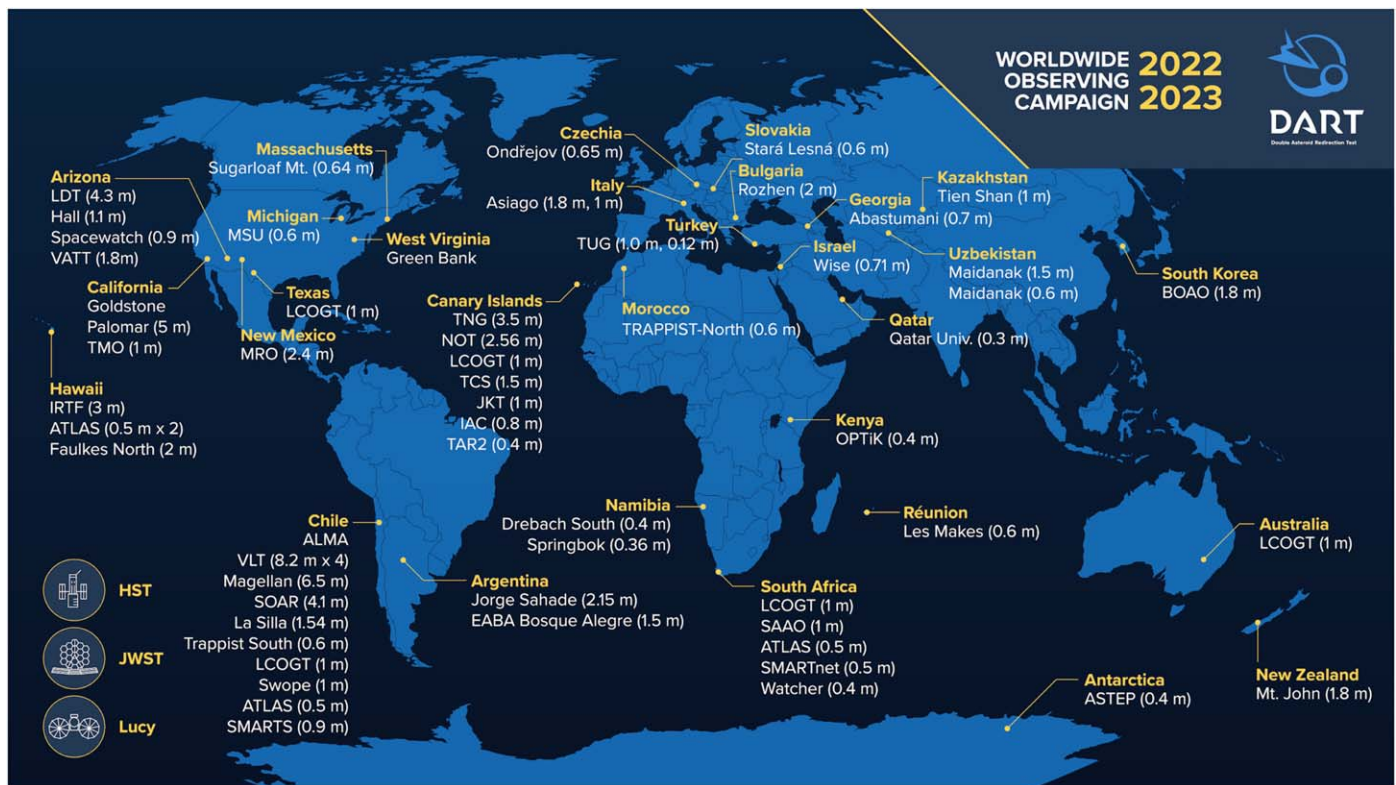 WORLDWIDE
OBSERVING
CAMPAIGN
2022
2023
DART
Double Asteroid Redirection Test
Massachusetts
Sugarloaf Mt. (0.64 m)
Arizona
LDT (4.3 m)
Hall (1.1 m)
Spacewatch (0.9 m)
VATT (1.8m)
Michigan
MSU (0.6 m)
West Virginia
Green Bank
California
Goldstone
Palomar (5 m)
TMO (1 m)
Texas
LCOGT (1 m)
New Mexico
MRO (2.4 m)
Hawaii
IRTF (3 m)
ATLAS (0.5 m x 2)
Faulkes North (2 m)
Czechia
Ondřejov (0.65 m)
Slovakia
Stará Lesná (0.6 m)
Italy
Asiago (1.8 m, 1 m)
Bulgaria
Rozhen (2 m)
Turkey
TUG (1.0 m, 0.12 m)
Georgia
Abastumani (0.7 m)
Kazakhstan
Tien Shan (1 m)
Israel
Wise (0.71 m)
Uzbekistan
Maidanak (1.5 m)
Maidanak (0.6 m)
South Korea
BOAO (1.8 m)
Canary Islands
TNG (3.5 m)
NOT (2.56 m)
LCOGT (1 m)
TCS (1.5 m)
JKT (1 m)
IAC (0.8 m)
TAR2 (0.4 m)
Morocco
TRAPPIST-North (0.6 m)
Qatar
Qatar Univ. (0.3 m)
Kenya
OPTiK (0.4 m)
Namibia
Drebach South (0.4 m)
Springbok (0.36 m)
Réunion
Les Makes (0.6 m)
Australia
LCOGT (1 m)
Chile
ALMA
VLT (8.2 m x 4)
Magellan (6.5 m)
SOAR (4.1 m)
La Silla (1.54 m)
Trappist South (0.6 m)
LCOGT (1 m)
Swope (1 m)
ATLAS (0.5 m)
SMARTS (0.9 m)
Argentina
Jorge Sahade (2.15 m)
EABA Bosque Alegre (1.5 m)
South Africa
LCOGT (1 m)
SAAO (1 m)
ATLAS (0.5 m)
SMARTnet (0.5 m)
Watcher (0.4 m)
Antarctica
ASTEP (0.4 m)
New Zealand
Mt. John (1.8 m)
HST
JWST
Lucy